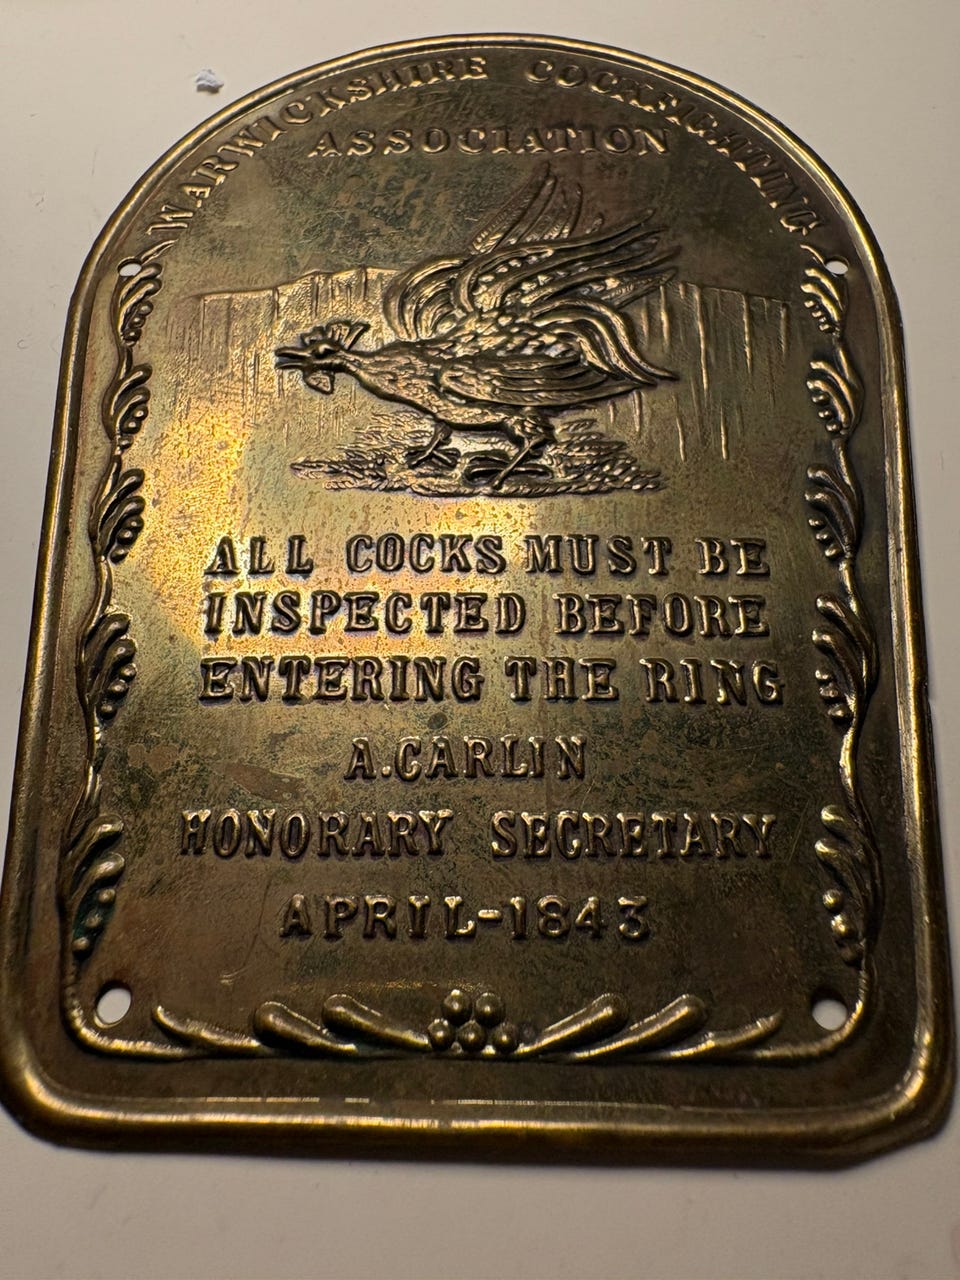 WARWICKSHIRE COCKFIGHTING
ASSOCIATION
ALL COCKS MUST BE
INSPECTED BEFORE
ENTERING THE RING
A.CARLIN
HONORARY SECRETARY
APRIL-1843